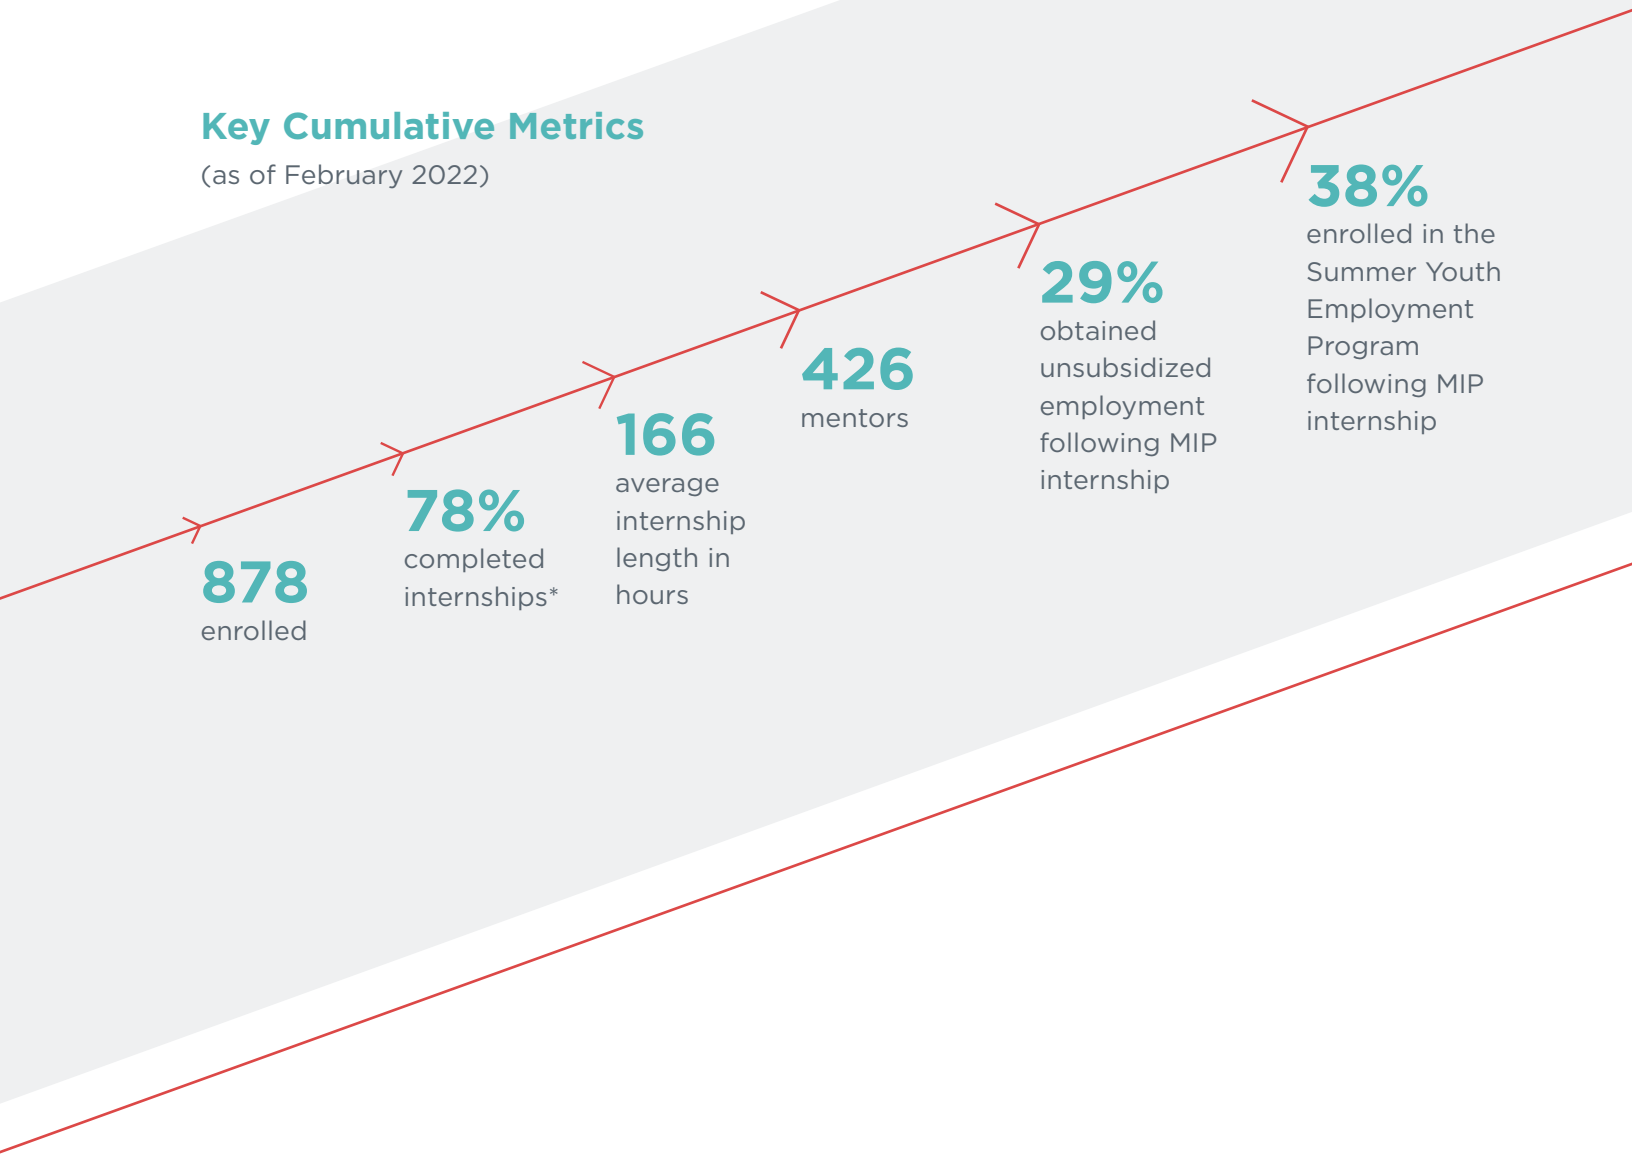 Key Cumulative Metrics
(as of February 2022)
878
enrolled
78%
completed
internships*
166
average
internship
length in
hours
426
mentors
29%
obtained
unsubsidized
employment
following MIP
internship
38%
enrolled in the
Summer Youth
Employment
Program
following MIP
internship